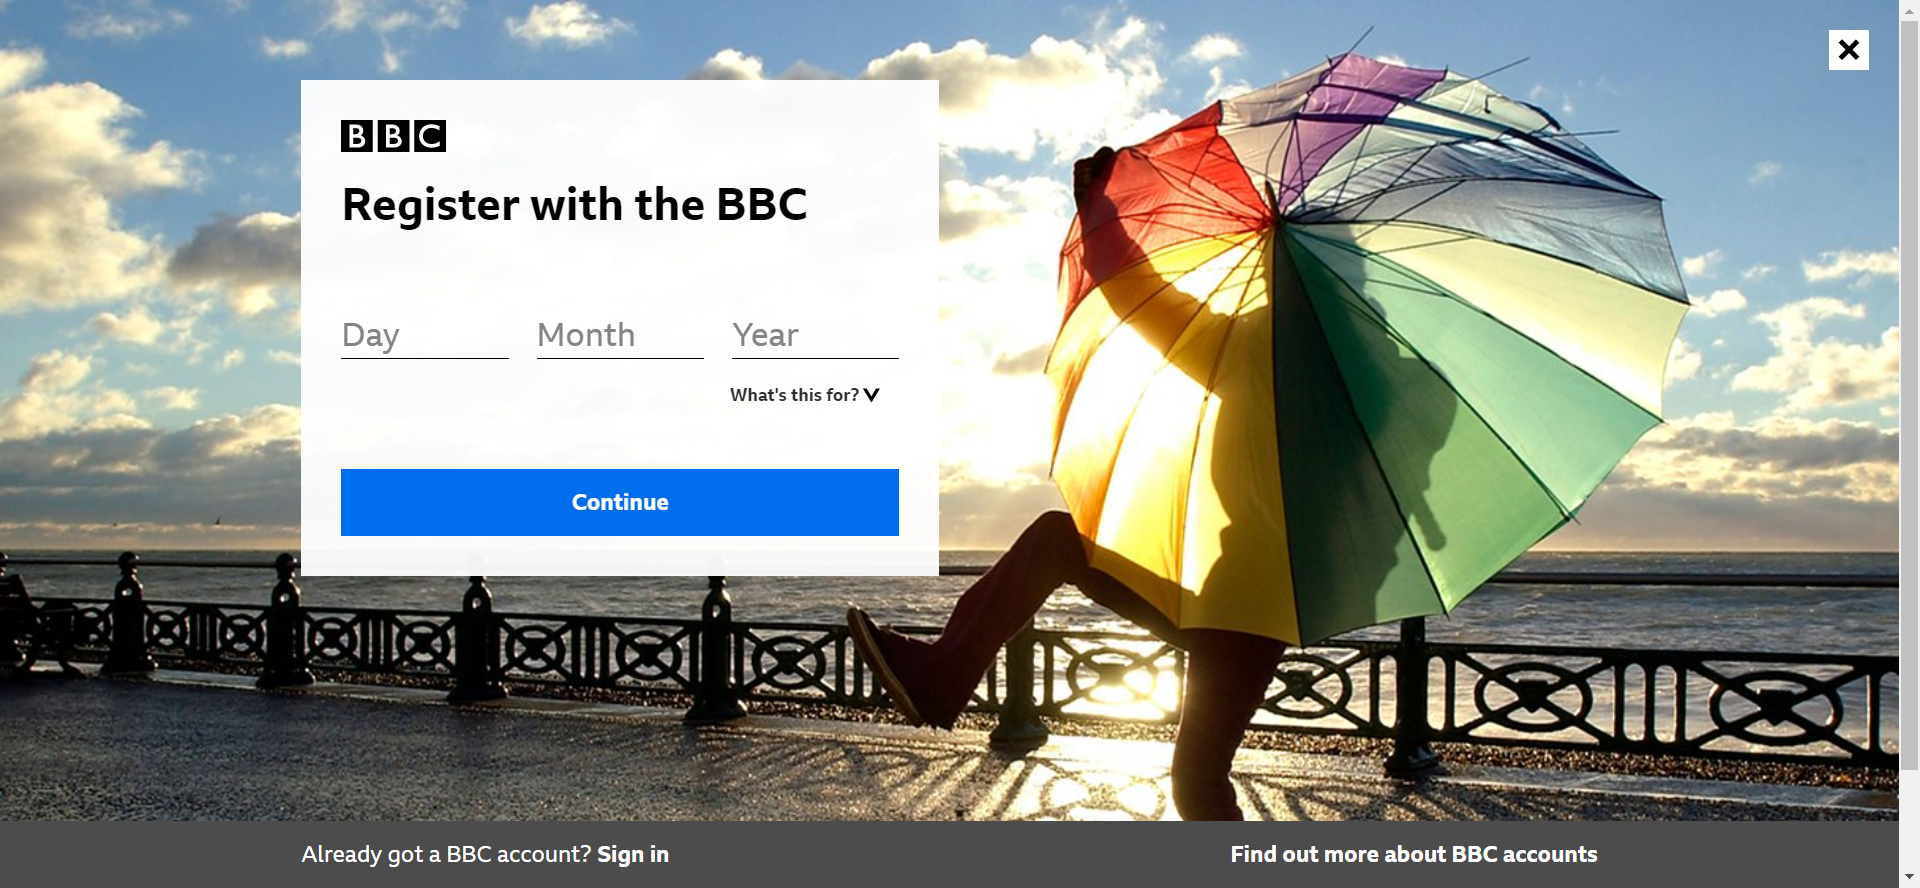 BBC
Register with the BBC
Day Month Year
What's this for?
Continue
Already got a BBC account? Sign in
Find out more about BBC accounts